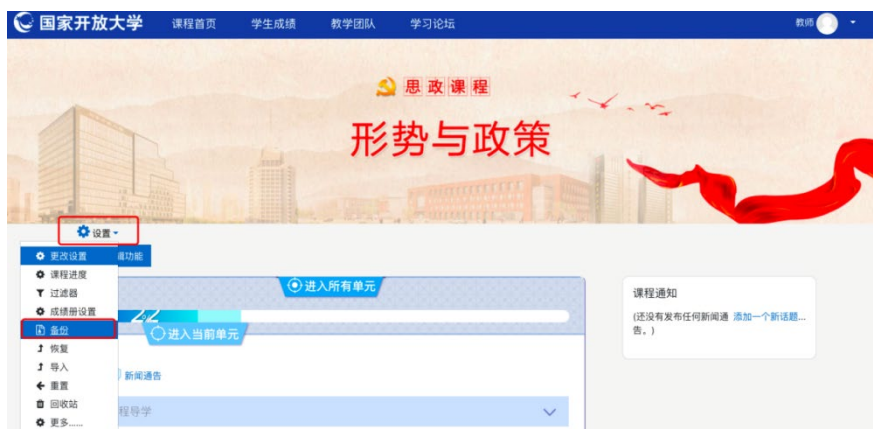 国家开放大学 课程首页 学生成绩 教学团队 学习论坛 教师
思政课程
形势与政策
设置
更改设置
辑功能
课程进度
过滤器
成绩册设置
备份
恢复
导入
重置
回收站
更多......
进入所有单元
22
进入当前单元
新闻通告
程导学
课程通知
(还没有发布任何新闻通 添加一个新话题...
告。)